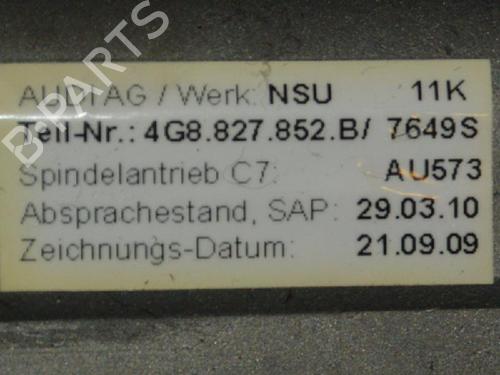 AUDI AG / Werk: NSU 11K
Teil-Nr.: 4G8.827.852.B/ 7649S
Spindelantrieb C7: AU573
Absprachestand, SAP: 29.03.10
Zeichnungs-Datum: 21.09.09
B PARTS